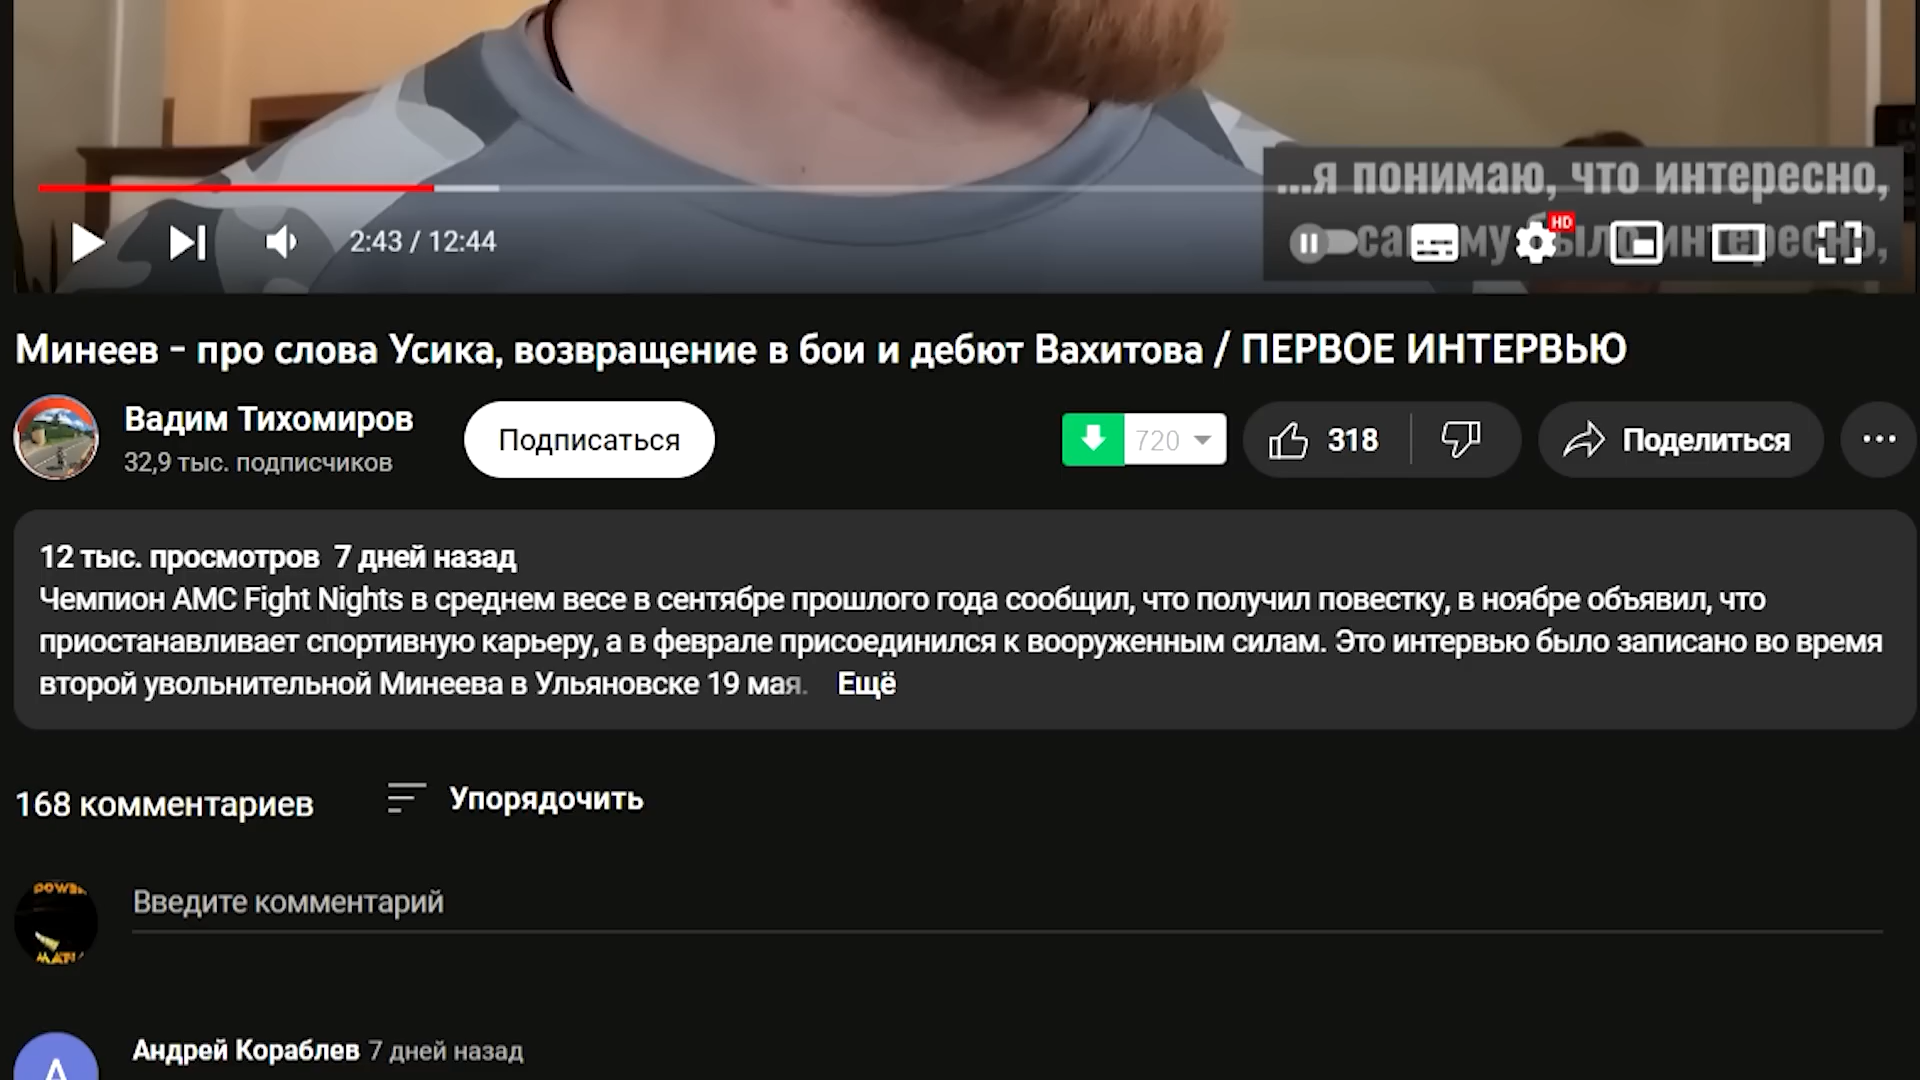 ...я понимаю, что интересно,
самому было интересно,
HD
2:43 / 12:44
Минеев - про слова Усика, возвращение в бои и дебют Вахитова / ПЕРВОЕ ИНТЕРВЬЮ
Вадим Тихомиров
32,9 тыс. подписчиков
Подписаться
720
318
Поделиться
12 тыс. просмотров 7 дней назад
Чемпион AMC Fight Nights в среднем весе в сентябре прошлого года сообщил, что получил повестку, в ноябре объявил, что
приостанавливает спортивную карьеру, а в феврале присоединился к вооруженным силам. Это интервью было записано во время
второй увольнительной Минеева в Ульяновске 19 мая. Ещё
168 комментариев
Упорядочить
Введите комментарий
Андрей Кораблев 7 дней назад
А